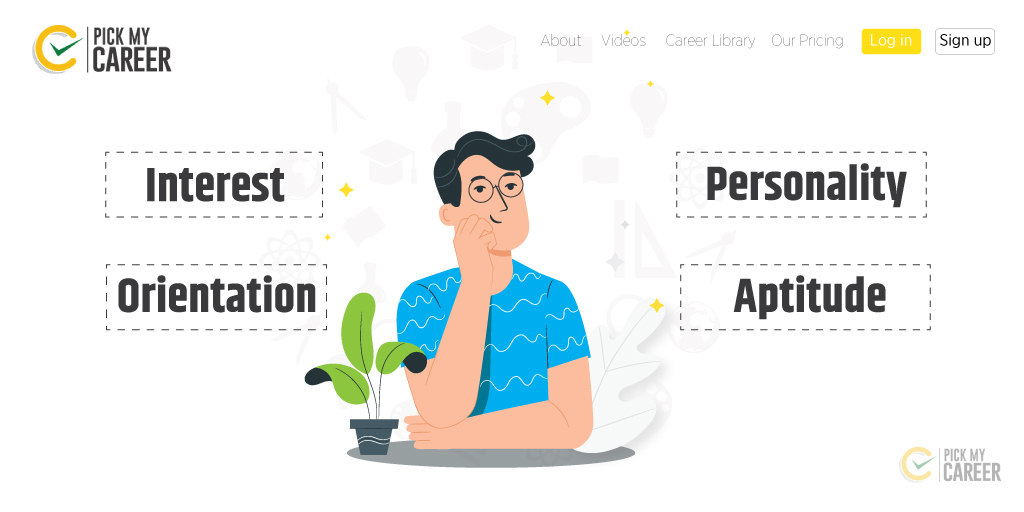 PICK MY
CAREER
About Videos Career Library Our Pricing Log in Sign up
Interest
Personality
Orientation
Aptitude
PICK MY
CAREER